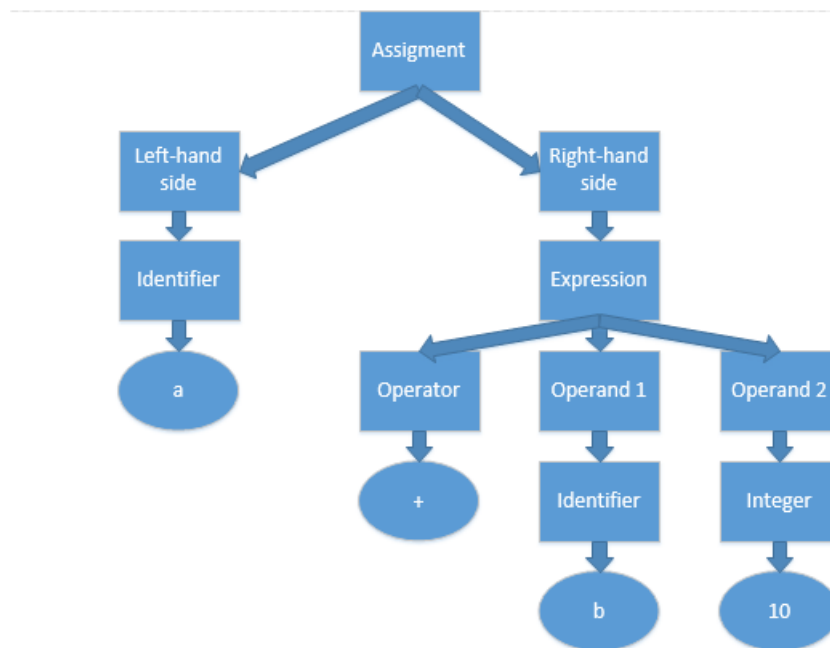 Assigment
Left-hand
side
Right-hand
side
Identifier
Expression
a
Operator
Operand 1
Operand 2
+
Identifier
Integer
b
10